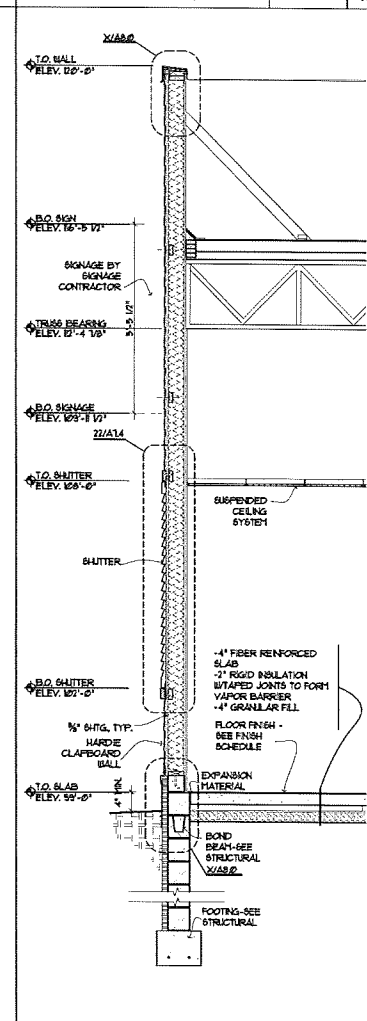 X/A8.0
T.O. WALL
ELEV. 120'-0"
B.O. SIGN
ELEV. 116'-5 1/2"
SIGNAGE BY
SIGNAGE
CONTRACTOR
5'-5 1/2"
TRUSS BEARING
ELEV. 112'-4 7/8"
B.O. SIGNAGE
ELEV. 109'-11 1/2"
22/A7.4
T.O. SHUTTER
ELEV. 108'-0"
SUSPENDED
CEILING
SYSTEM
SHUTTER
-4" FIBER REINFORCED
SLAB
-2" RIGID INSULATION
W/TAPED JOINTS TO FORM
VAPOR BARRIER
-4" GRANULAR FILL
B.O. SHUTTER
ELEV. 102'-0"
FLOOR FINISH -
SEE FINISH
SCHEDULE
5/8" SHTG, TYP.
HARDIE
CLAPBOARD
WALL
EXPANSION
MATERIAL
T.O. SLAB
ELEV. 99'-0"
4" MIN.
BOND
BEAM-SEE
STRUCTURAL
X/A8.0
FOOTING-SEE
STRUCTURAL